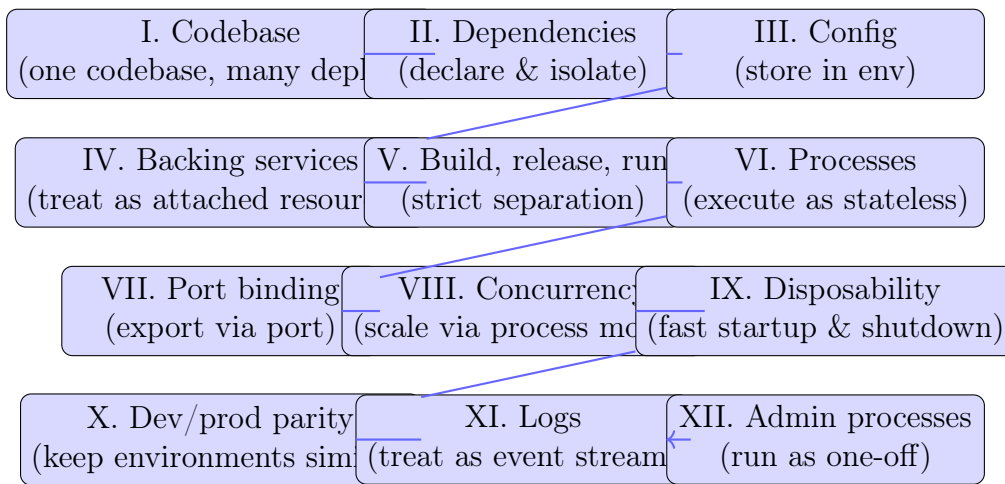 I. Codebase
(one codebase, many depl
II. Dependencies
(declare & isolate)
III. Config
(store in env)
IV. Backing services
(treat as attached resour
V. Build, release, run
(strict separation)
VI. Processes
(execute as stateless)
VII. Port binding
(export via port)
VIII. Concurrency
(scale via process mo
IX. Disposability
(fast startup & shutdown)
X. Dev/prod parity
(keep environments simi
XI. Logs
(treat as event stream
XII. Admin processes
(run as one-off)